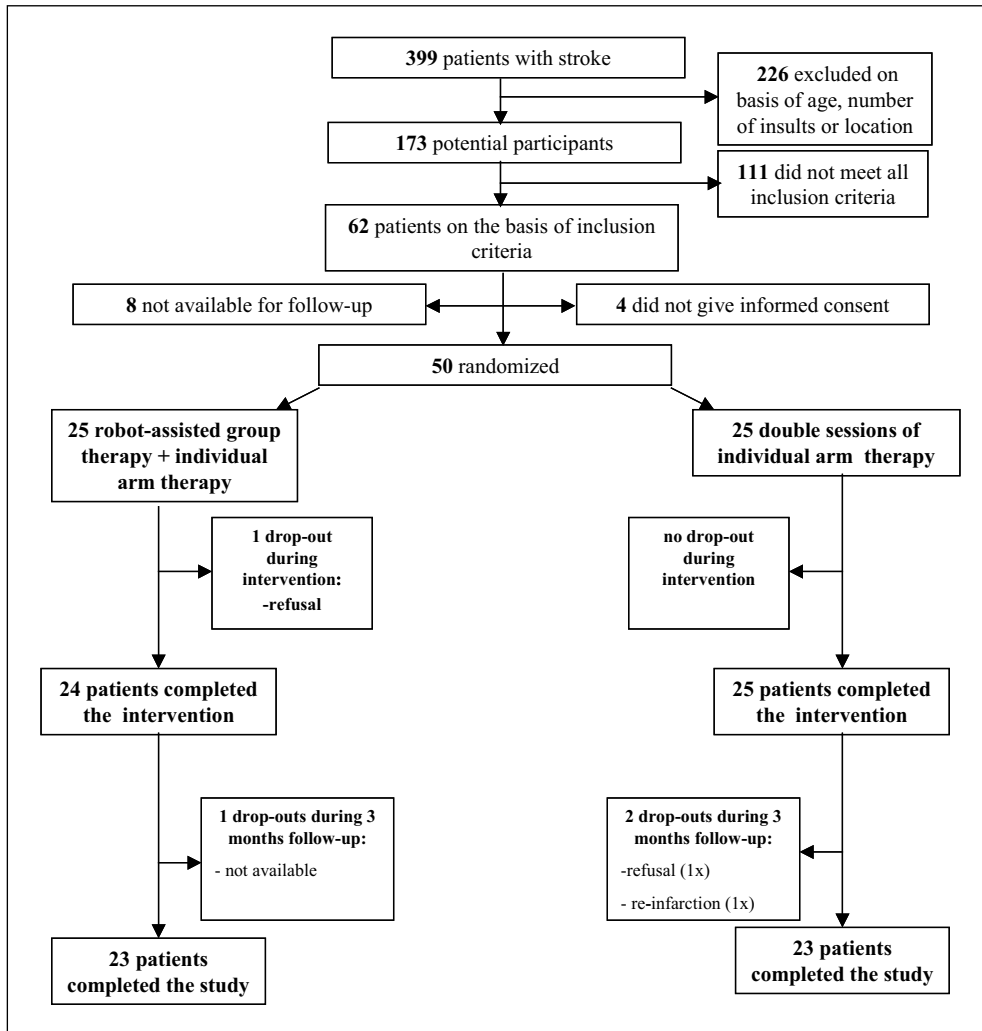 399 patients with stroke
226 excluded on
basis of age, number
of insults or location
173 potential participants
111 did not meet all
inclusion criteria
62 patients on the basis of inclusion
criteria
8 not available for follow-up
4 did not give informed consent
50 randomized
25 robot-assisted group
therapy + individual
arm therapy
25 double sessions of
individual arm therapy
1 drop-out
during
intervention:
-refusal
no drop-out
during
intervention
24 patients completed
the intervention
25 patients completed
the intervention
1 drop-outs during 3
months follow-up:
- not available
2 drop-outs during 3
months follow-up:
-refusal (1x)
- re-infarction (1x)
23 patients
completed the study
23 patients
completed the study